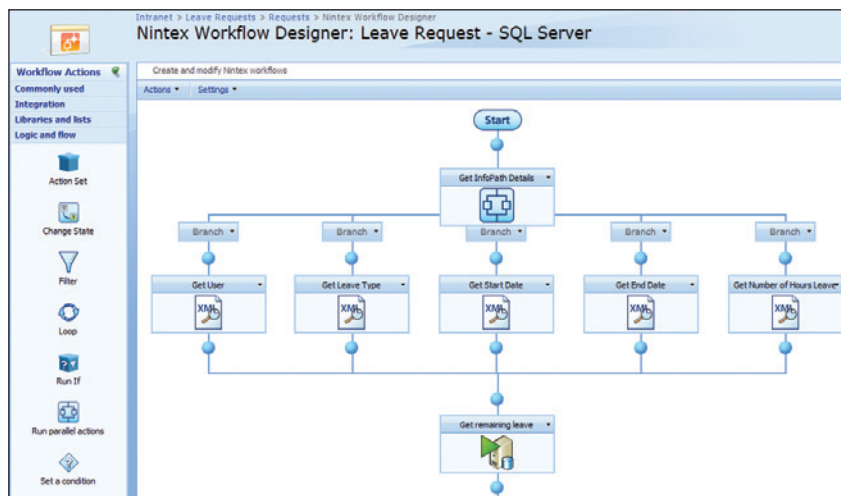 Intranet > Leave Requests > Requests > Nintex Workflow Designer
Nintex Workflow Designer: Leave Request - SQL Server
Workflow Actions
Commonly used
Integration
Libraries and lists
Logic and flow
Action Set
Change State
Filter
Loop
Run If
Run parallel actions
Set a condition
Create and modify Nintex workflows
Actions Settings
Start
Get InfoPath Details
Branch Branch Branch Branch Branch
Get User Get Leave Type Get Start Date Get End Date Get Number of Hours Leave
XML XML XML XML XML
Get remaining leave